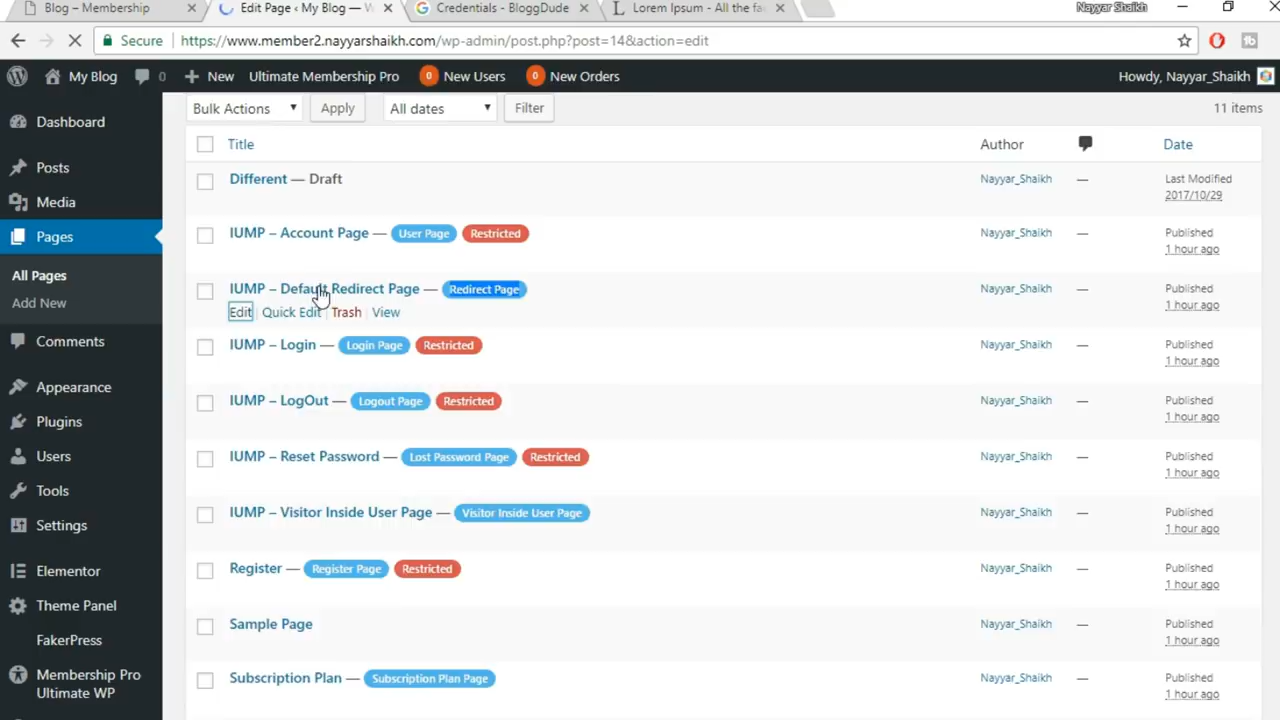 Blog – Membership
Edit Page ‹ My Blog — W
Credentials - BloggDude
Lorem Ipsum - All the fa
Nayyar Shaikh
Secure https://www.member2.nayyarshaikh.com/wp-admin/post.php?post=14&action=edit
My Blog 0 New Ultimate Membership Pro 0 New Users 0 New Orders Howdy, Nayyar_Shaikh
Dashboard
Posts
Media
Pages
All Pages
Add New
Comments
Appearance
Plugins
Users
Tools
Settings
Elementor
Theme Panel
FakerPress
Membership Pro
Ultimate WP
Bulk Actions Apply All dates Filter 11 items
Title Author Date
Different — Draft Nayyar_Shaikh — Last Modified
2017/10/29
IUMP – Account Page — User Page Restricted Nayyar_Shaikh — Published
1 hour ago
IUMP – Default Redirect Page — Redirect Page Nayyar_Shaikh — Published
Edit | Quick Edit | Trash | View 1 hour ago
IUMP – Login — Login Page Restricted Nayyar_Shaikh — Published
1 hour ago
IUMP – LogOut — Logout Page Restricted Nayyar_Shaikh — Published
1 hour ago
IUMP – Reset Password — Lost Password Page Restricted Nayyar_Shaikh — Published
1 hour ago
IUMP – Visitor Inside User Page — Visitor Inside User Page Nayyar_Shaikh — Published
1 hour ago
Register — Register Page Restricted Nayyar_Shaikh — Published
1 hour ago
Sample Page Nayyar_Shaikh — Published
1 hour ago
Subscription Plan — Subscription Plan Page Nayyar_Shaikh — Published
1 hour ago